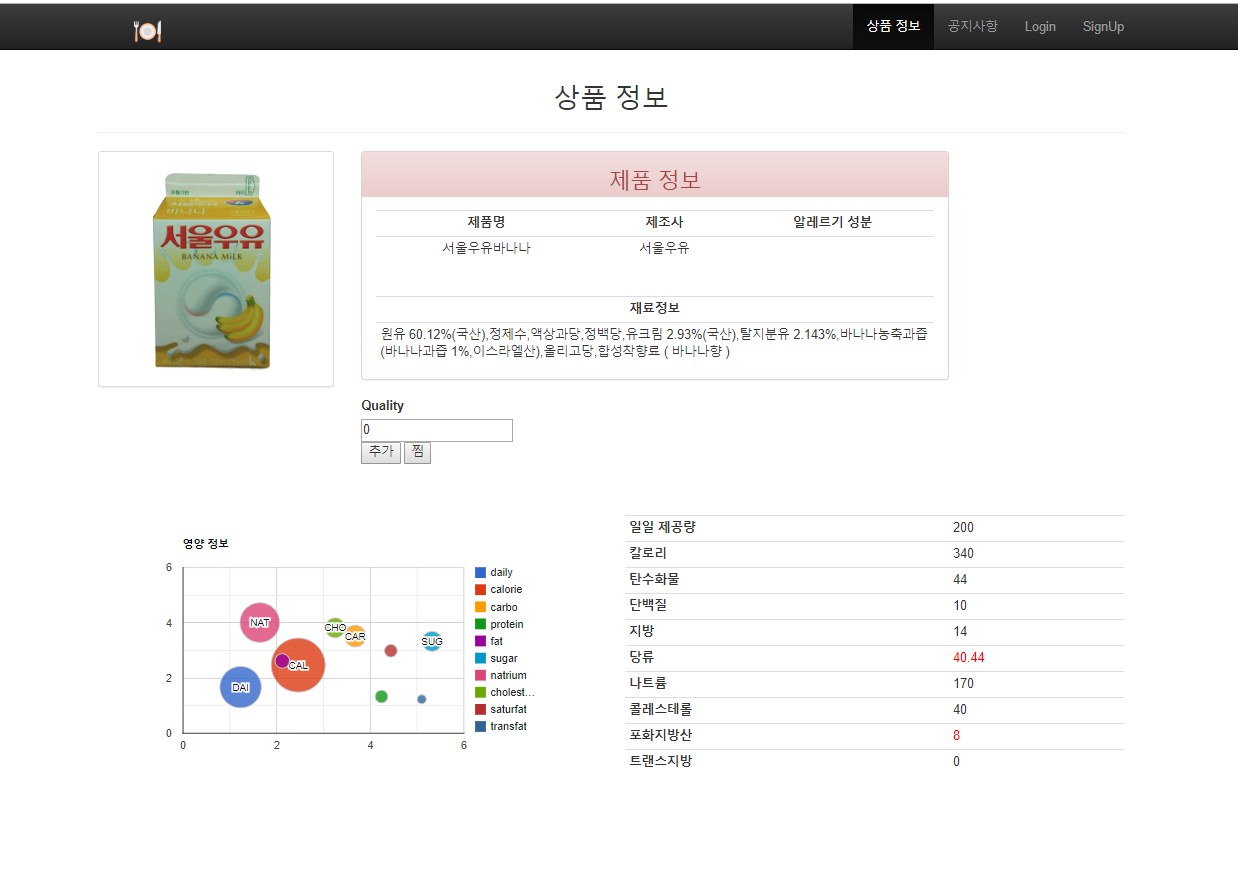 상품 정보
공지사항
Login
SignUp
상품 정보
바나나
서울우유
BANANA MiLK
제품 정보
제품명 제조사 알레르기 성분
서울우유바나나 서울우유
재료정보
원유 60.12%(국산),정제수,액상과당,정백당,유크림 2.93%(국산),탈지분유 2.143%,바나나농축과즙
(바나나과즙 1%,이스라엘산),올리고당,합성착향료 ( 바나나향 )
Quality
0
추가 찜
영양 정보
6
4
2
0
0 2 4 6
NAT
CHO
CAR
SUG
CAL
DAI
daily
calorie
carbo
protein
fat
sugar
natrium
cholest...
saturfat
transfat
일일 제공량 200
칼로리 340
탄수화물 44
단백질 10
지방 14
당류 40.44
나트륨 170
콜레스테롤 40
포화지방산 8
트랜스지방 0